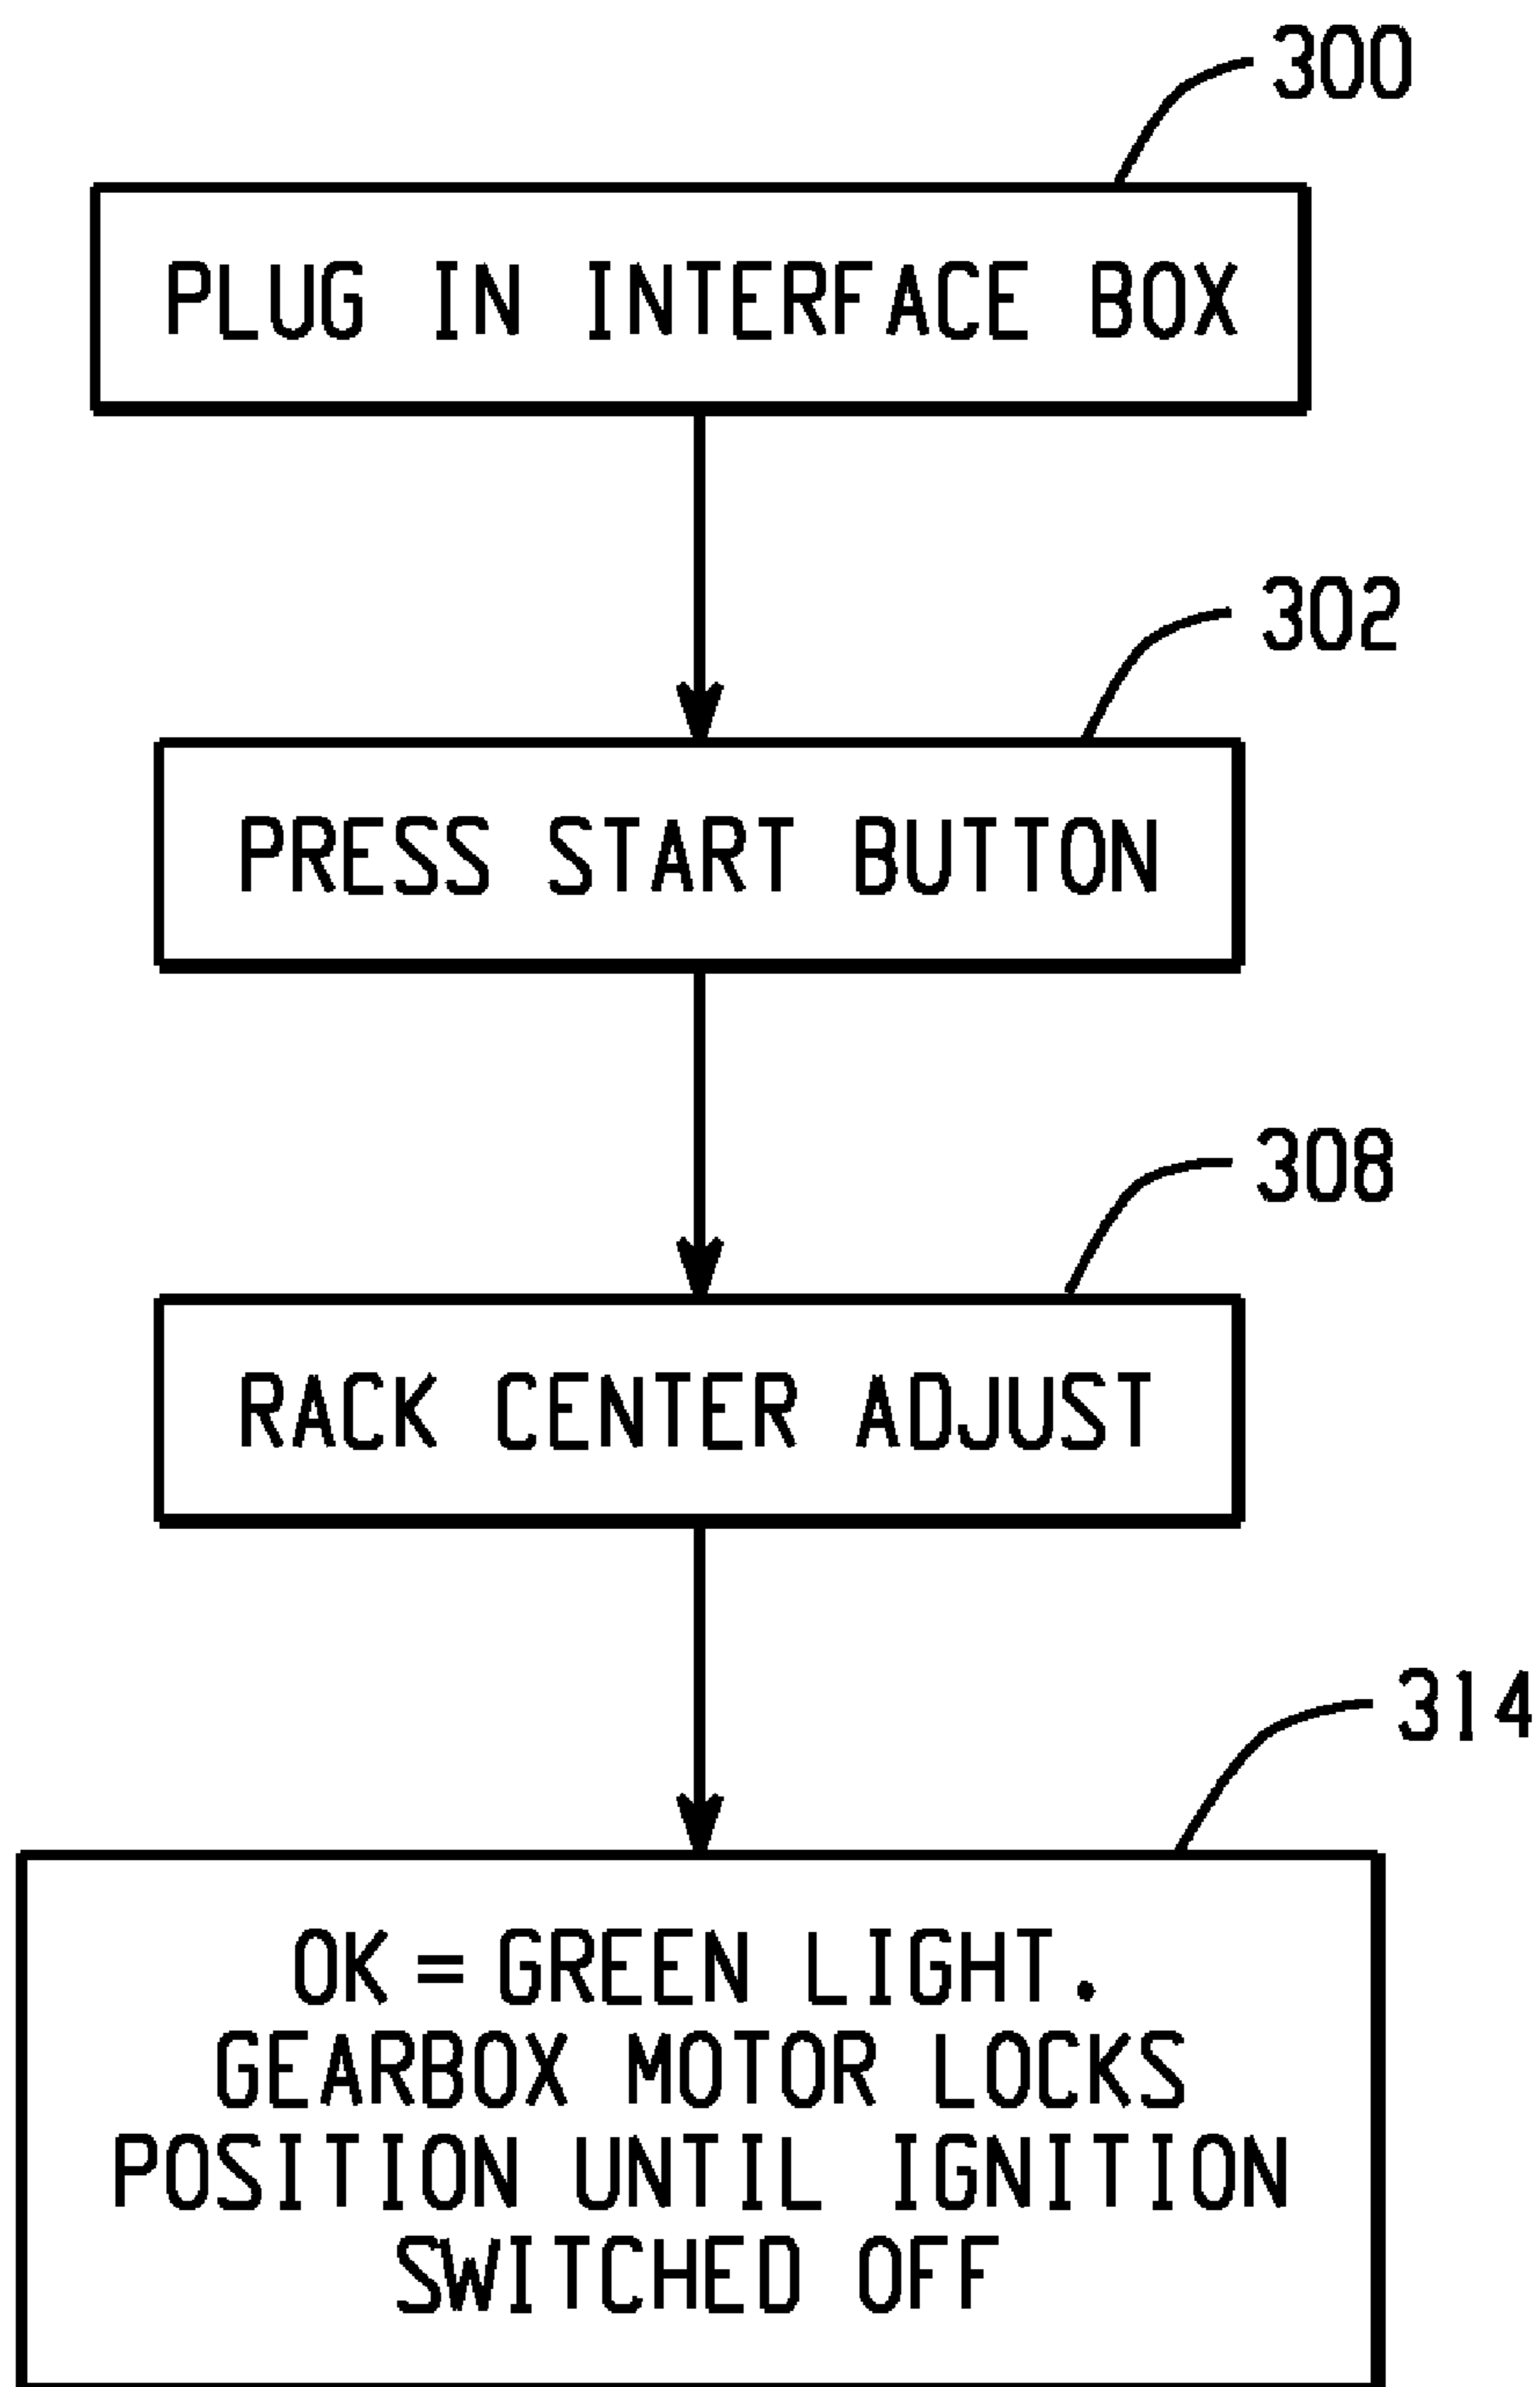 300
PLUG IN INTERFACE BOX
302
PRESS START BUTTON
308
RACK CENTER ADJUST
314
OK = GREEN LIGHT.
GEARBOX MOTOR LOCKS
POSITION UNTIL IGNITION
SWITCHED OFF